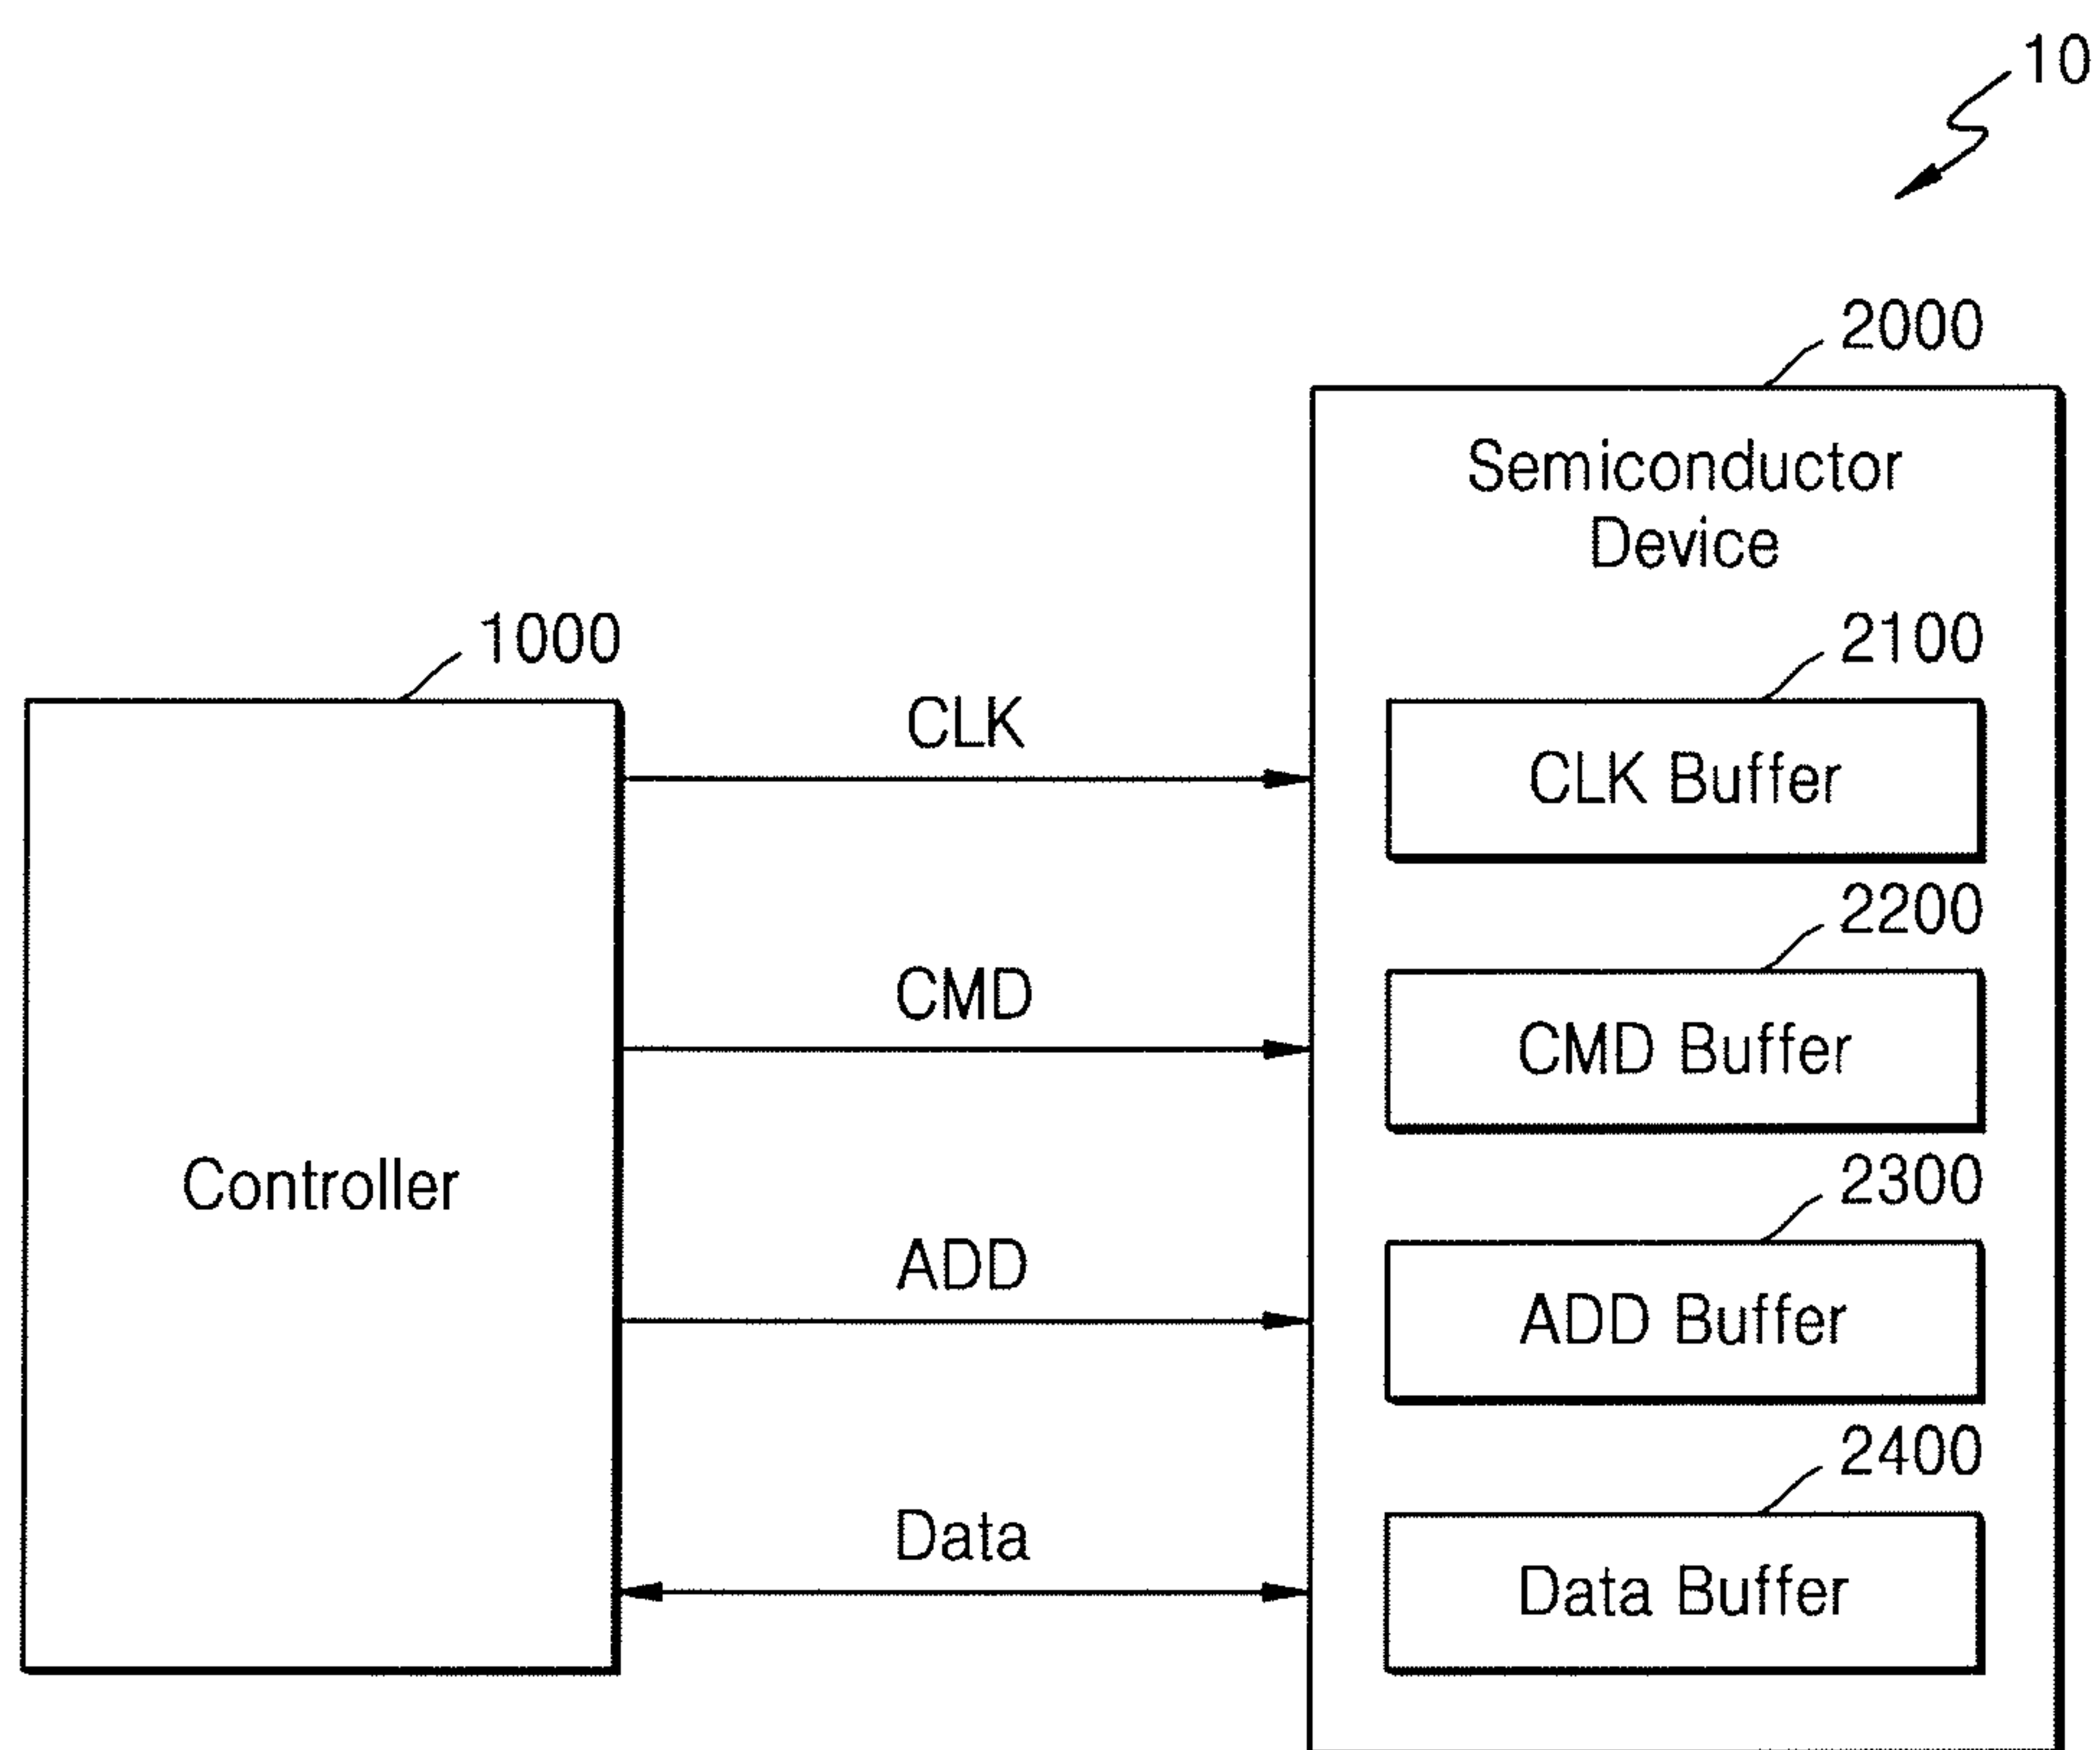 10
2000
Semiconductor
Device
1000
2100
CLK
CLK Buffer
2200
CMD
CMD Buffer
Controller
2300
ADD
ADD Buffer
2400
Data
Data Buffer